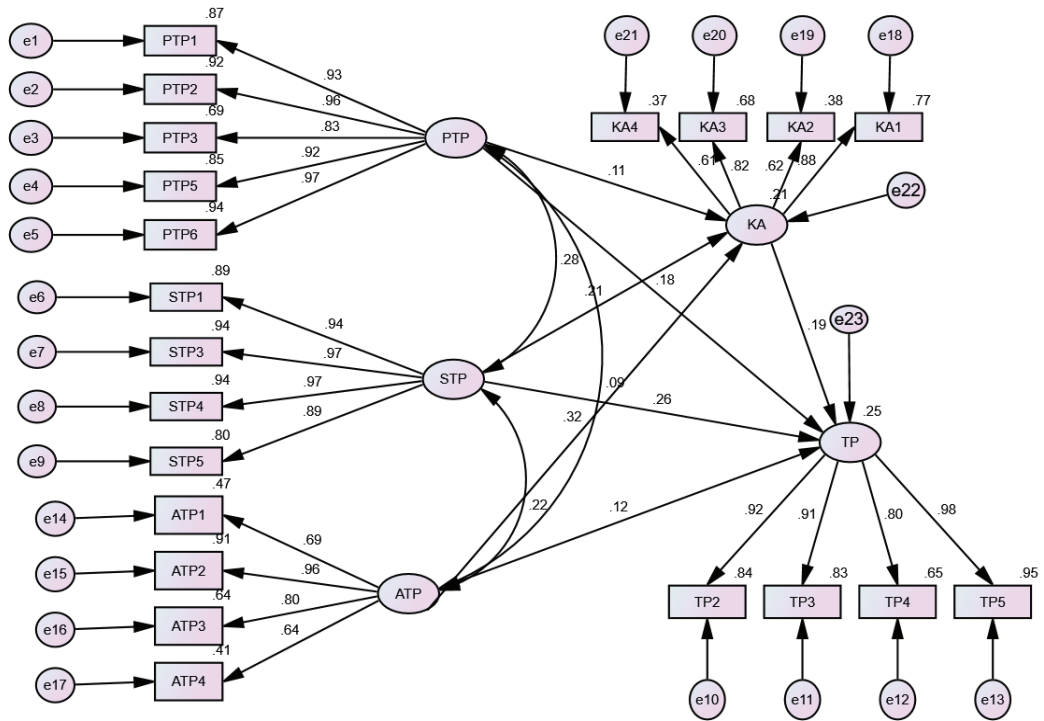 .87
e1 PTP1
.92
e2 PTP2
.69
e3 PTP3
.85
e4 PTP5
.94
e5 PTP6
.93
.96
.83
.92
.97
PTP
.89
e6 STP1
.94
e7 STP3
.94
e8 STP4
.80
e9 STP5
.94
.97
.97
.89
STP
.47
e14 ATP1
.91
e15 ATP2
.64
e16 ATP3
.41
e17 ATP4
.69
.96
.80
.64
ATP
e21 e20 e19 e18
.37 .68 .38 .77
KA4 KA3 KA2 KA1
.61 .82 .62 .88
.21
e22
KA
.11
.28
.21
.18
.19
e23
.09
.26
.32
.25
TP
.22
.12
.92 .91 .80 .98
.84 .83 .65 .95
TP2 TP3 TP4 TP5
e10 e11 e12 e13